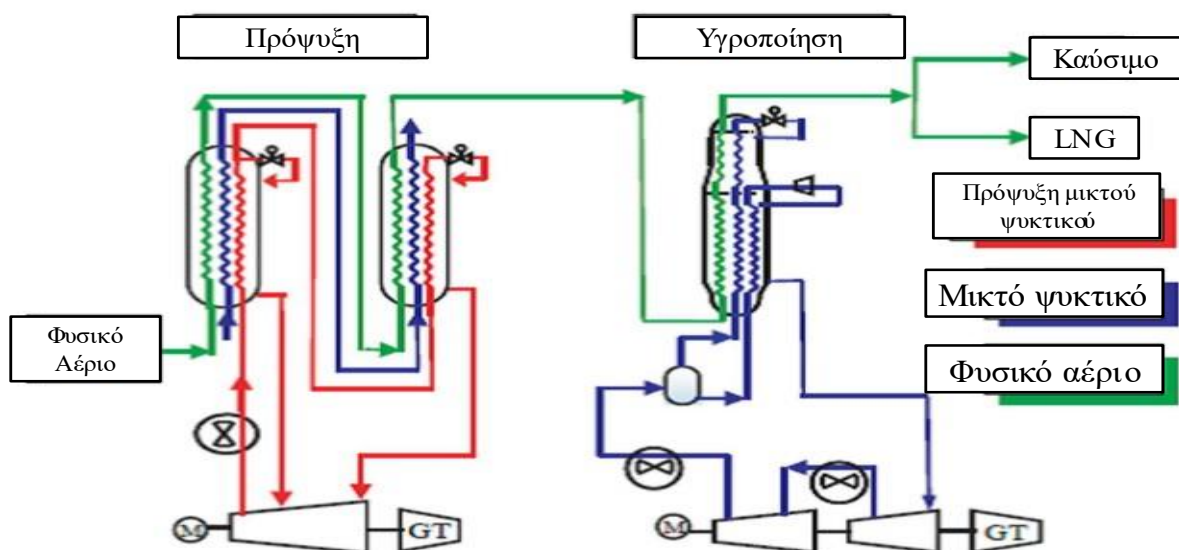 Πρόψυξη
Υγροποίηση
Καύσιμο
LNG
Πρόψυξη μικτού
ψυκτικού
Μικτό ψυκτικό
Φυσικό αέριο
Φυσικό
Αέριο
M
GT
M
GT